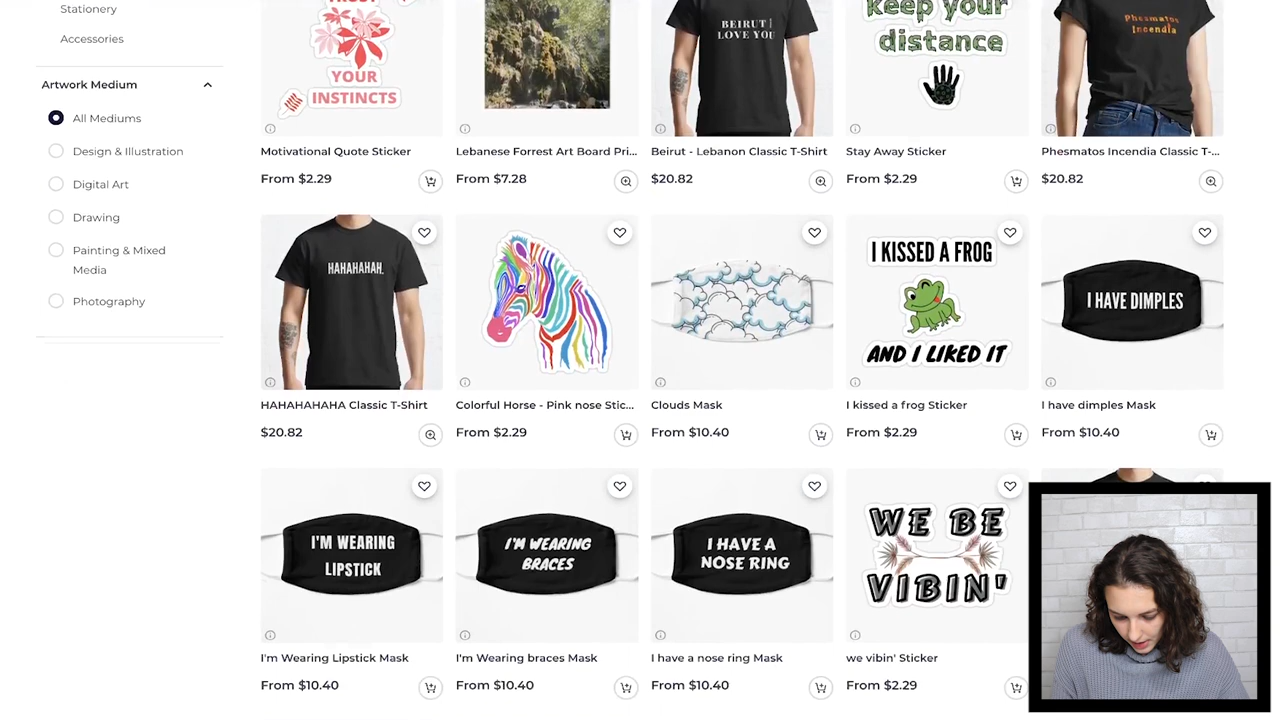 Stationery
Accessories
Artwork Medium
All Mediums
Design & Illustration
Digital Art
Drawing
Painting & Mixed
Media
Photography
TRUST
YOUR
INSTINCTS
Motivational Quote Sticker
From $2.29
Lebanese Forrest Art Board Pri...
From $7.28
BEIRUT |
LOVE YOU
Beirut - Lebanon Classic T-Shirt
$20.82
keep your
distance
Stay Away Sticker
From $2.29
Phesmatos
Incendia
Phesmatos Incendia Classic T-...
$20.82
HAHAHAHAH.
HAHAHAHAHA Classic T-Shirt
$20.82
Colorful Horse - Pink nose Stic...
From $2.29
Clouds Mask
From $10.40
I KISSED A FROG
AND I LIKED IT
I kissed a frog Sticker
From $2.29
I HAVE DIMPLES
I have dimples Mask
From $10.40
I'M WEARING
LIPSTICK
I'm Wearing Lipstick Mask
From $10.40
I'M WEARING
BRACES
I'm Wearing braces Mask
From $10.40
I HAVE A
NOSE RING
I have a nose ring Mask
From $10.40
WE BE
VIBIN'
we vibin' Sticker
From $2.29